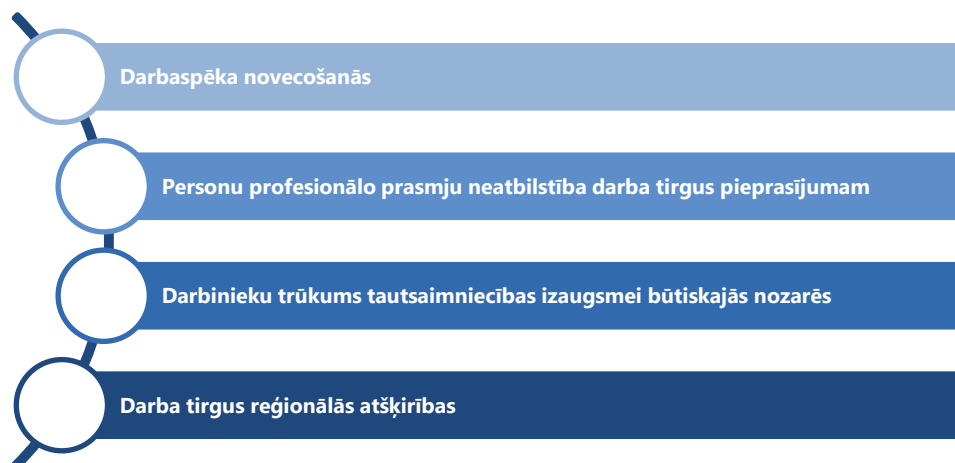 Darbaspēka novecošanās
Personu profesionālo prasmju neatbilstība darba tirgus pieprasījumam
Darbinieku trūkums tautsaimniecības izaugsmei būtiskajās nozarēs
Darba tirgus reģionālās atšķirības